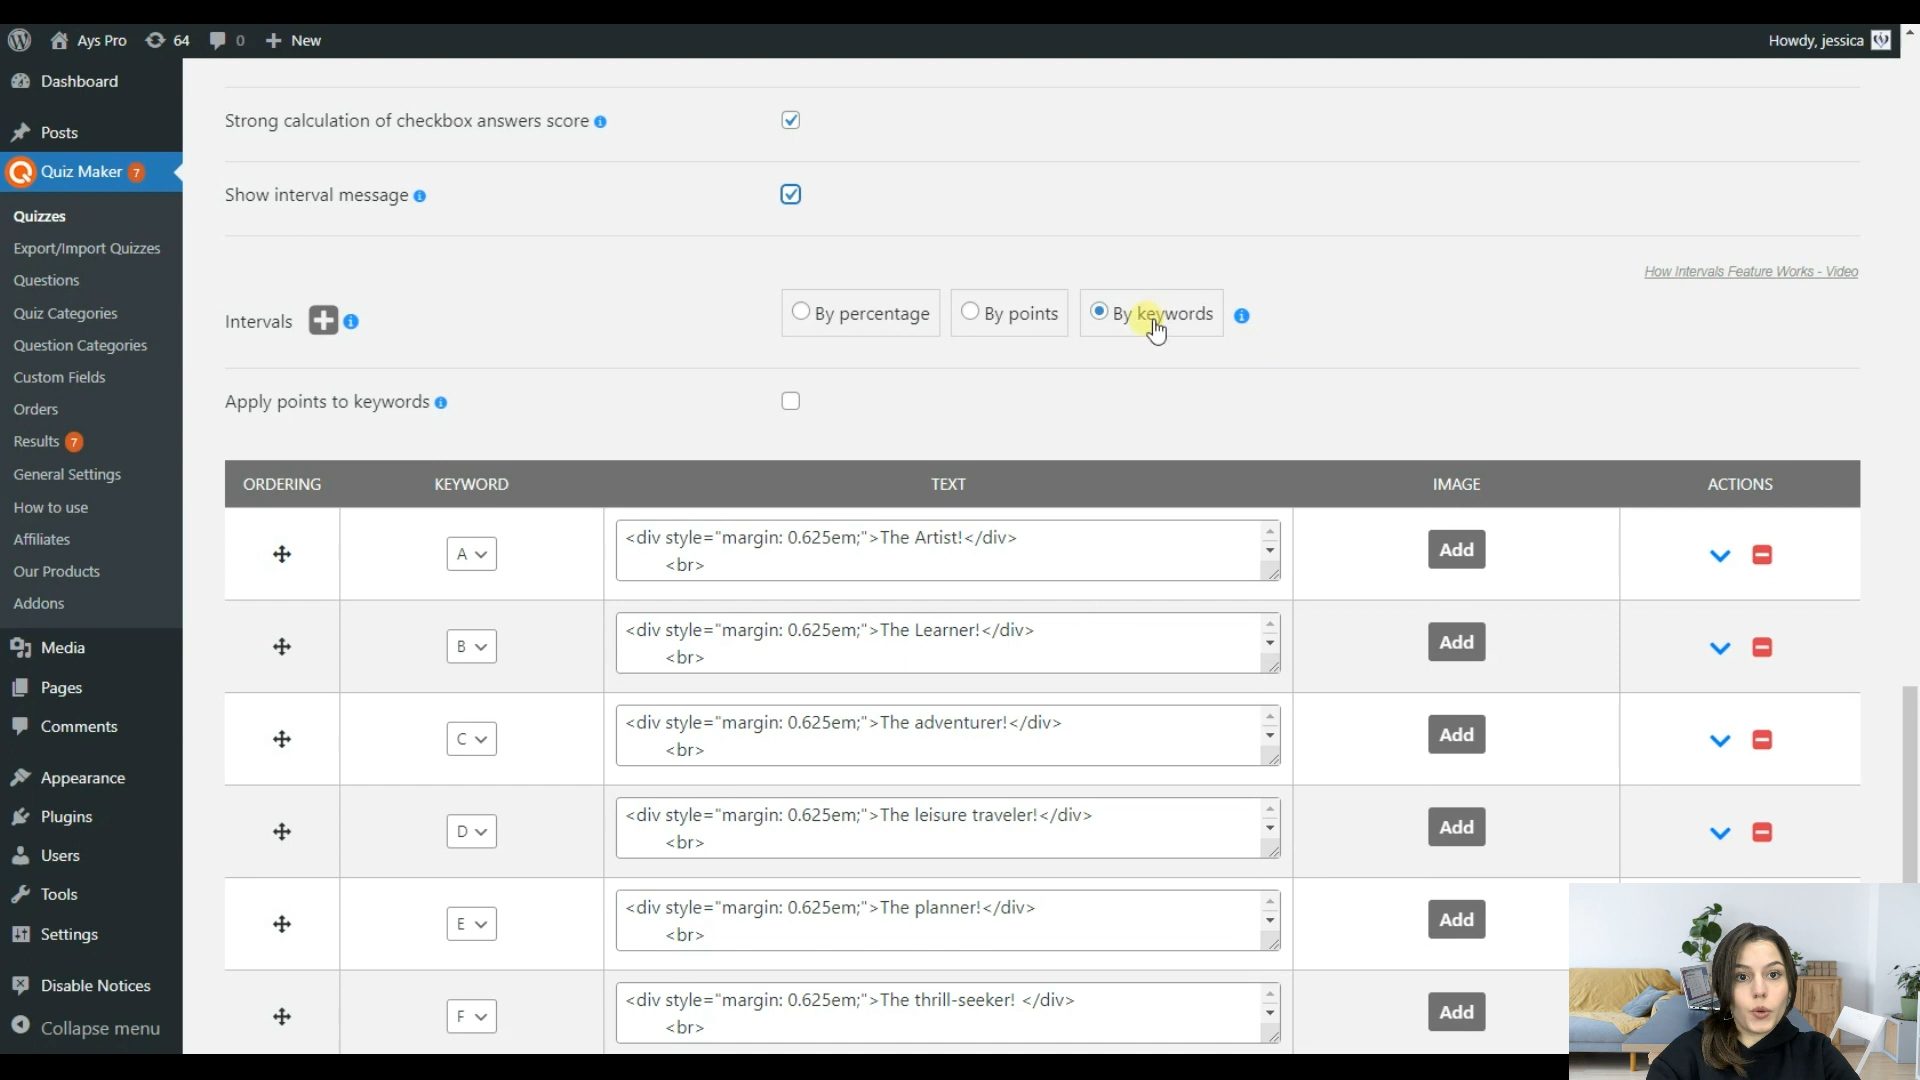 Ays Pro 64 0 New Howdy, jessica
Dashboard
Posts
Quiz Maker 7
Quizzes
Export/Import Quizzes
Questions
Quiz Categories
Question Categories
Custom Fields
Orders
Results 7
General Settings
How to use
Affiliates
Our Products
Addons
Media
Pages
Comments
Appearance
Plugins
Users
Tools
Settings
Disable Notices
Collapse menu
Strong calculation of checkbox answers score
Show interval message
How Intervals Feature Works - Video
Intervals By percentage By points By keywords
Apply points to keywords
ORDERING KEYWORD TEXT IMAGE ACTIONS
A <div style="margin: 0.625em;">The Artist!</div> Add
<br>
B <div style="margin: 0.625em;">The Learner!</div> Add
<br>
C <div style="margin: 0.625em;">The adventurer!</div> Add
<br>
D <div style="margin: 0.625em;">The leisure traveler!</div> Add
<br>
E <div style="margin: 0.625em;">The planner!</div> Add
<br>
F <div style="margin: 0.625em;">The thrill-seeker! </div> Add
<br>